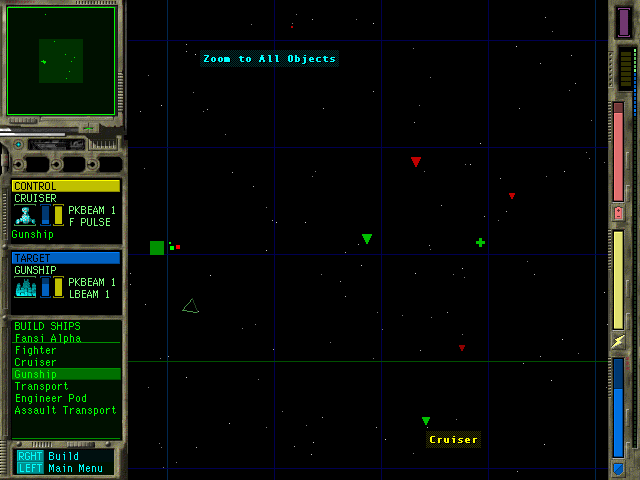 Zoom to All Objects
CONTROL
CRUISER
PKBEAM 1
F PULSE
Gunship
TARGET
GUNSHIP
PKBEAM 1
LBEAM 1
BUILD SHIPS
Fansi Alpha
Fighter
Cruiser
Gunship
Transport
Engineer Pod
Assault Transport
Cruiser
RGHT Build
LEFT Main Menu